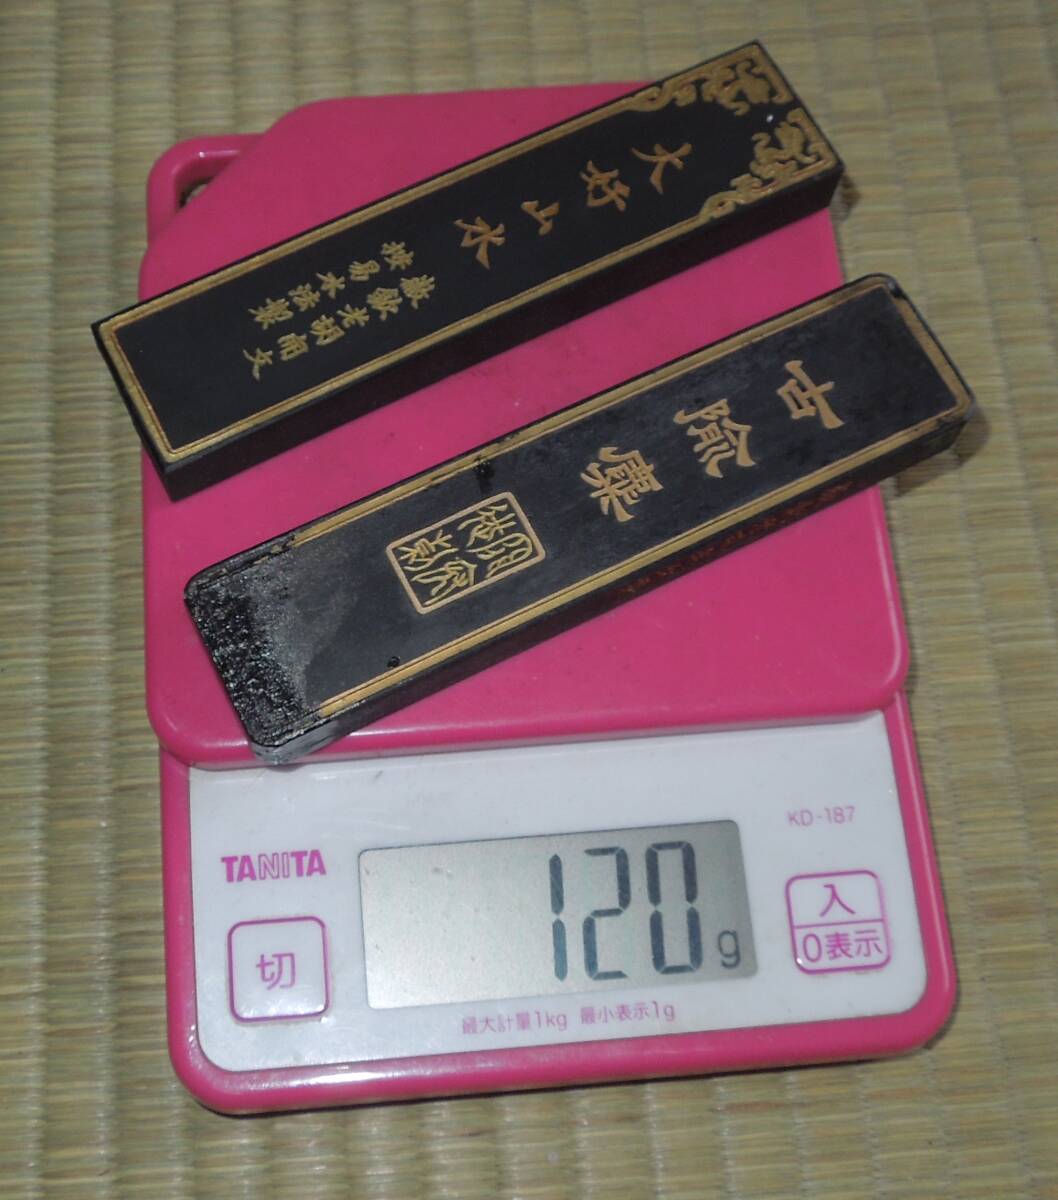 大好山水
徽歙老胡開文
按易水法製
古隃麋
TANITA
KD-187
120g
切
入
0表示
最大計量1kg 最小表示1g